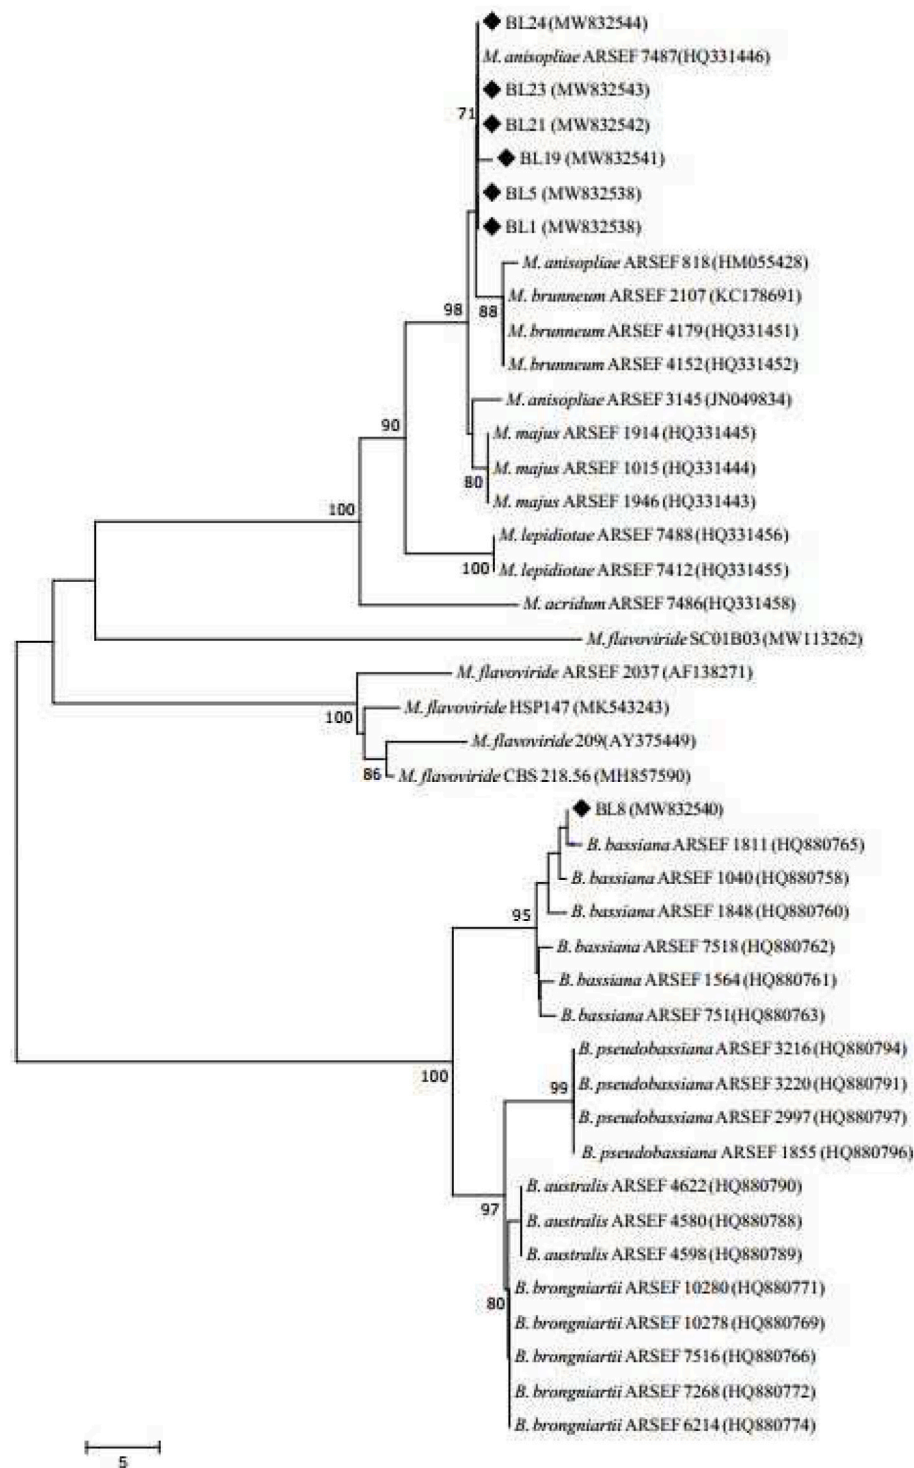 BL24 (MW832544)
M. anisopliae ARSEF 7487(HQ331446)
BL23 (MW832543)
71
BL21 (MW832542)
BL19 (MW832541)
BL5 (MW832538)
BL1 (MW832538)
M. anisopliae ARSEF 818 (HM055428)
M. brunneum ARSEF 2107 (KC178691)
98
88
M. brunneum ARSEF 4179 (HQ331451)
M. brunneum ARSEF 4152 (HQ331452)
M. anisopliae ARSEF 3145 (JN049834)
90
M. majus ARSEF 1914 (HQ331445)
M. majus ARSEF 1015 (HQ331444)
80
M. majus ARSEF 1946 (HQ331443)
100
M. lepidiotae ARSEF 7488 (HQ331456)
100
M. lepidiotae ARSEF 7412 (HQ331455)
M. acridum ARSEF 7486(HQ331458)
M. flavoviride SC01B03 (MW113262)
M. flavoviride ARSEF 2037 (AF138271)
M. flavoviride HSP147 (MK543243)
100
M. flavoviride 209(AY375449)
86
M. flavoviride CBS 218.56 (MH857590)
BL8 (MW832540)
B. bassiana ARSEF 1811 (HQ880765)
B. bassiana ARSEF 1040 (HQ880758)
95
B. bassiana ARSEF 1848 (HQ880760)
B. bassiana ARSEF 7518 (HQ880762)
B. bassiana ARSEF 1564 (HQ880761)
B. bassiana ARSEF 751(HQ880763)
B. pseudobassiana ARSEF 3216 (HQ880794)
100
99
B. pseudobassiana ARSEF 3220 (HQ880791)
B. pseudobassiana ARSEF 2997 (HQ880797)
B. pseudobassiana ARSEF 1855 (HQ880796)
B. australis ARSEF 4622 (HQ880790)
97
B. australis ARSEF 4580 (HQ880788)
B. australis ARSEF 4598 (HQ880789)
B. brongniartii ARSEF 10280 (HQ880771)
80
B. brongniartii ARSEF 10278 (HQ880769)
B. brongniartii ARSEF 7516 (HQ880766)
B. brongniartii ARSEF 7268 (HQ880772)
B. brongniartii ARSEF 6214 (HQ880774)
5